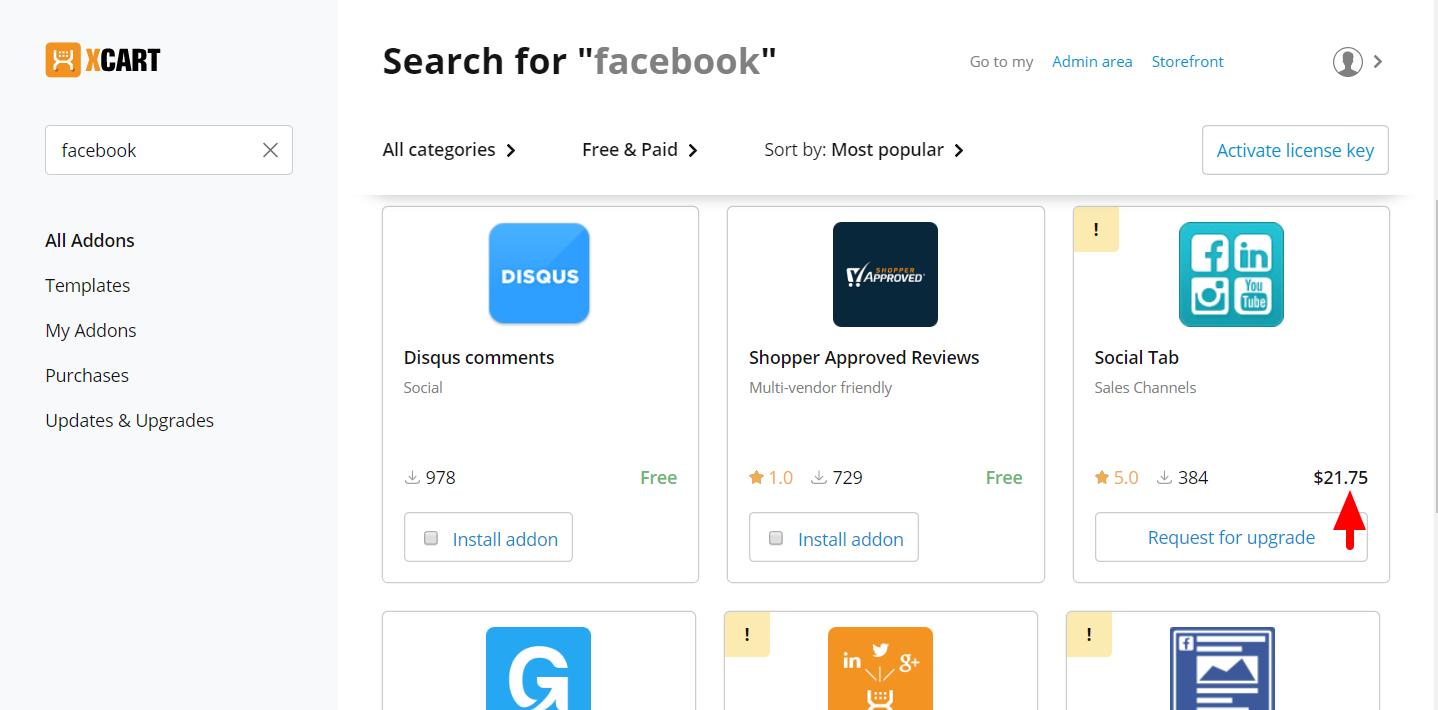 XCART
Search for "facebook"
Go to my Admin area Storefront
facebook
All categories Free & Paid Sort by: Most popular Activate license key
All Addons
Templates
My Addons
Purchases
Updates & Upgrades
DISQUS
Disqus comments
Social
978 Free
Install addon
SHOPPER
APPROVED
Shopper Approved Reviews
Multi-vendor friendly
1.0 729 Free
Install addon
!
f in
You
Tube
Social Tab
Sales Channels
5.0 384 $21.75
Request for upgrade
G
!
in g+
!
f